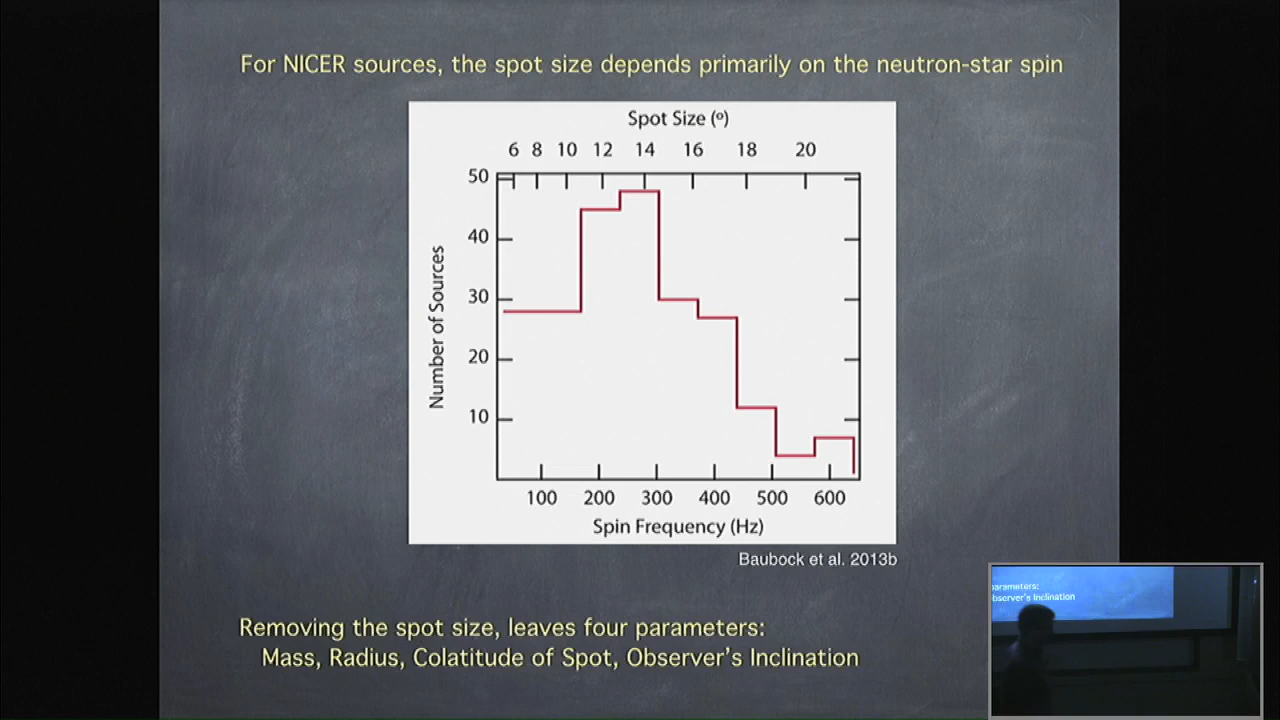 For NICER sources, the spot size depends primarily on the neutron-star spin
Spot Size (º)
6 8 10 12 14 16 18 20
50
40
30
20
10
Number of Sources
100 200 300 400 500 600
Spin Frequency (Hz)
Baubock et al. 2013b
Removing the spot size, leaves four parameters:
Mass, Radius, Colatitude of Spot, Observer's Inclination
parameters:
bserver's Inclination